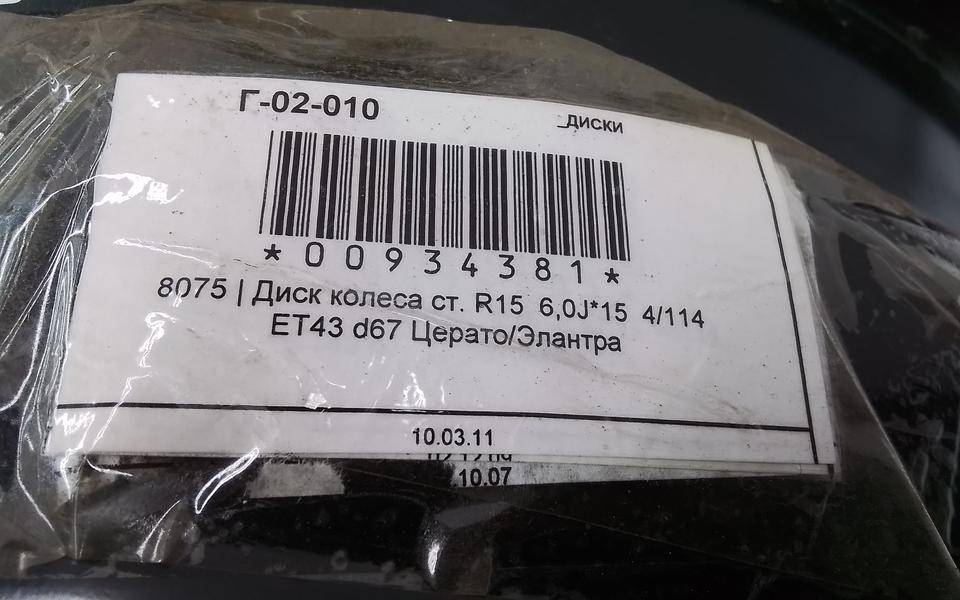 Г-02-010
_ДИСКИ
*00934381*
8075 | Диск колеса ст. R15 6,0J*15 4/114
ET43 d67 Церато/Элантра
10.03.11
10.07